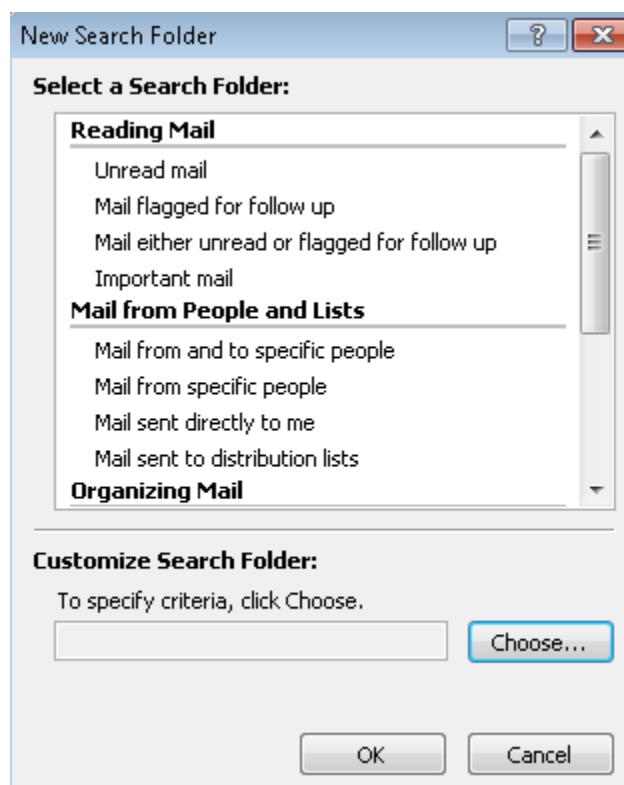 New Search Folder
Select a Search Folder:
Reading Mail
Unread mail
Mail flagged for follow up
Mail either unread or flagged for follow up
Important mail
Mail from People and Lists
Mail from and to specific people
Mail from specific people
Mail sent directly to me
Mail sent to distribution lists
Organizing Mail
Customize Search Folder:
To specify criteria, click Choose.
Choose...
OK
Cancel